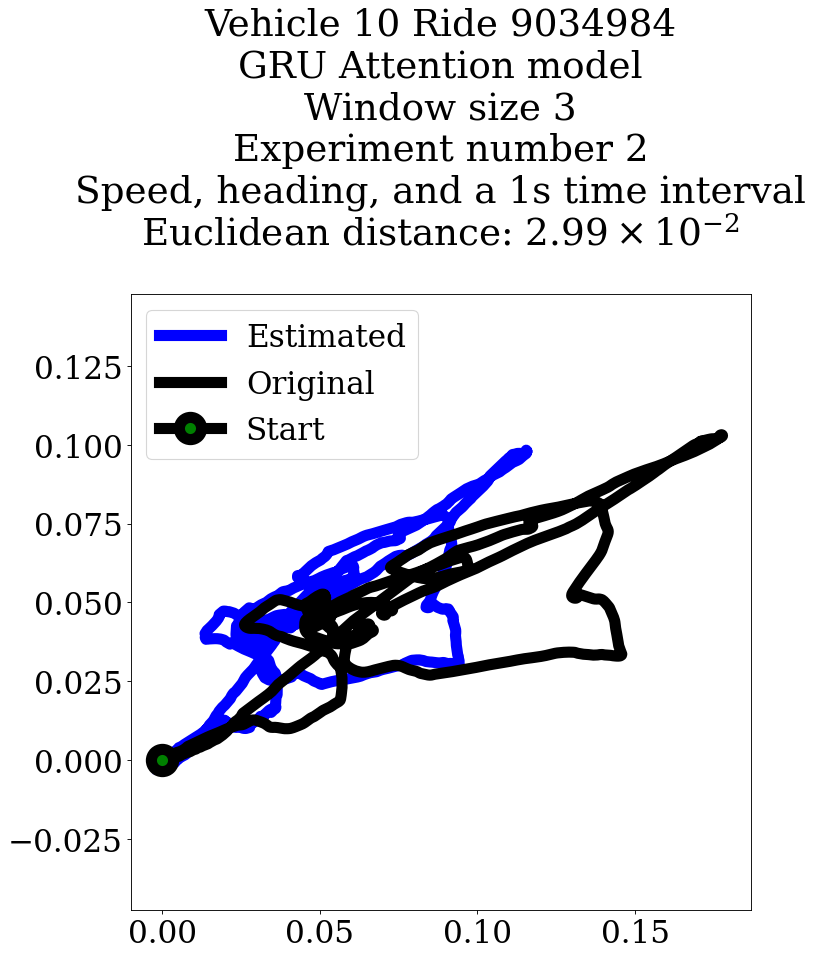 Vehicle 10 Ride 9034984
GRU Attention model
Window size 3
Experiment number 2
Speed, heading, and a 1s time interval
Euclidean distance: 2.99 × 10⁻²
Estimated
Original
Start
0.125
0.100
0.075
0.050
0.025
0.000
−0.025
0.00 0.05 0.10 0.15